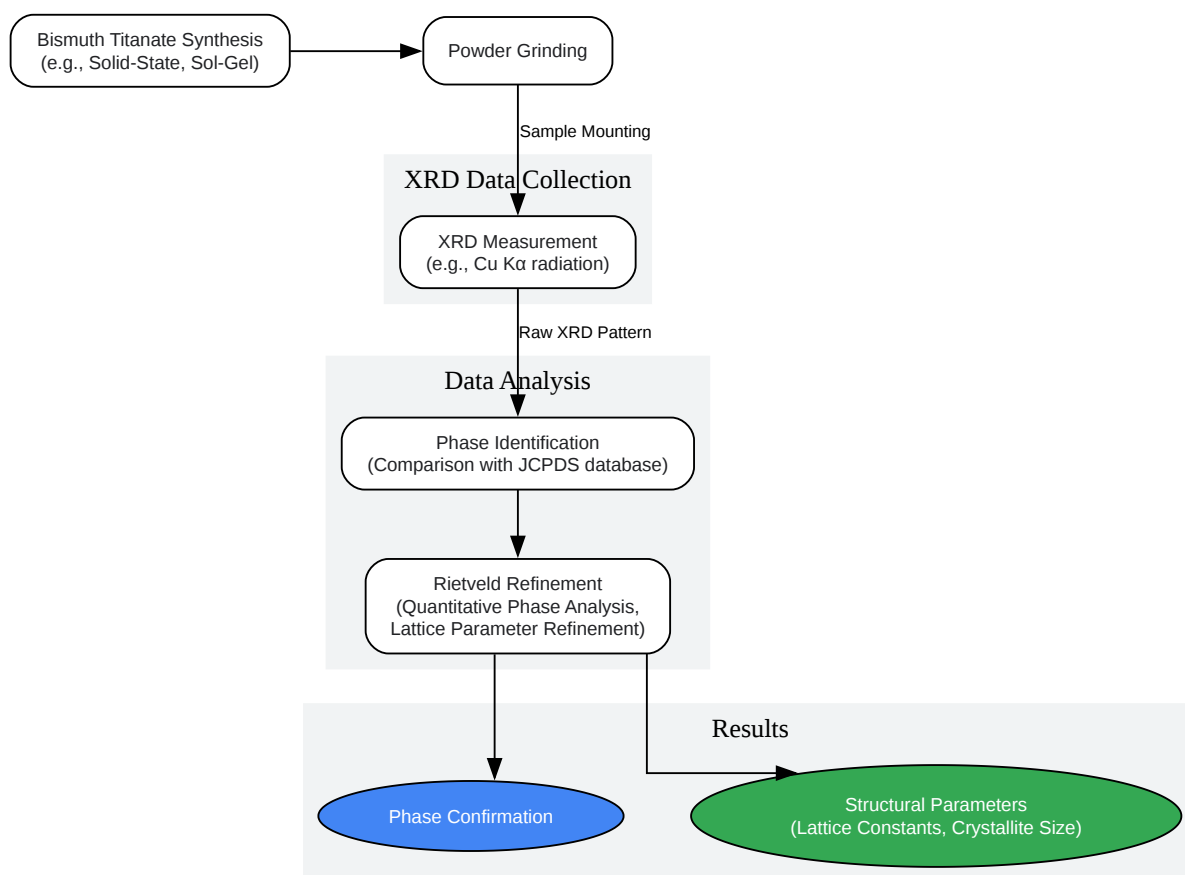 Bismuth Titanate Synthesis
(e.g., Solid-State, Sol-Gel)
Powder Grinding
Sample Mounting
XRD Data Collection
XRD Measurement
(e.g., Cu Kα radiation)
Raw XRD Pattern
Data Analysis
Phase Identification
(Comparison with JCPDS database)
Rietveld Refinement
(Quantitative Phase Analysis,
Lattice Parameter Refinement)
Results
Phase Confirmation
Structural Parameters
(Lattice Constants, Crystallite Size)